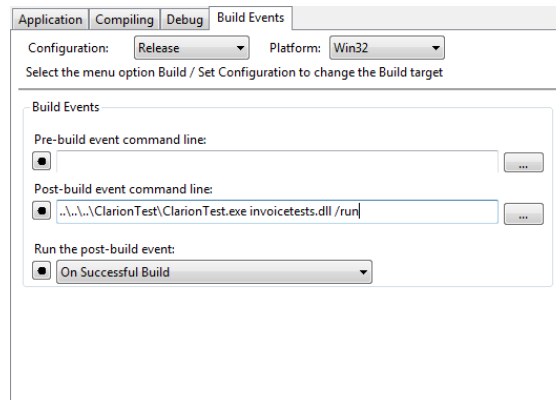 Application Compiling Debug Build Events
Configuration: Release Platform: Win32
Select the menu option Build / Set Configuration to change the Build target
Build Events
Pre-build event command line:
...
Post-build event command line:
..\..\..\ClarionTest\ClarionTest.exe invoicetests.dll /run
...
Run the post-build event:
On Successful Build